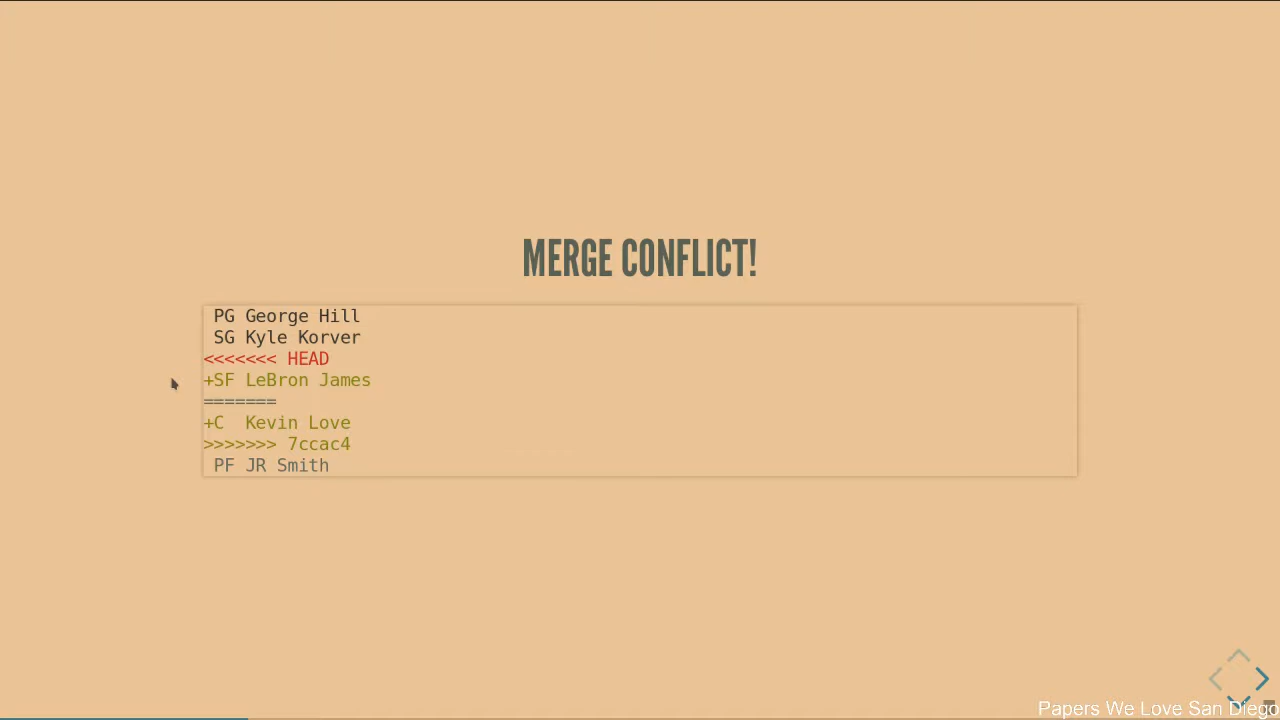 MERGE CONFLICT!
PG George Hill
SG Kyle Korver
<<<<<<< HEAD
+SF LeBron James
=======
+C  Kevin Love
>>>>>>> 7ccac4
PF JR Smith
Papers We Love San Diego